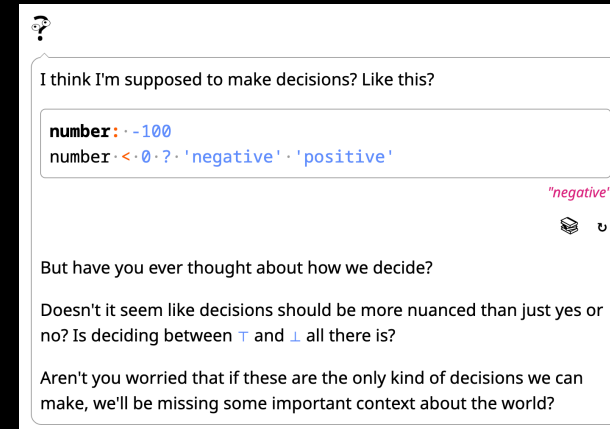 ?
I think I'm supposed to make decisions? Like this?
number:·-100
number·<·0·?·'negative'·'positive'
"negative"
↻
But have you ever thought about how we decide?
Doesn't it seem like decisions should be more nuanced than just yes or
no? Is deciding between ⊤ and ⊥ all there is?
Aren't you worried that if these are the only kind of decisions we can
make, we'll be missing some important context about the world?